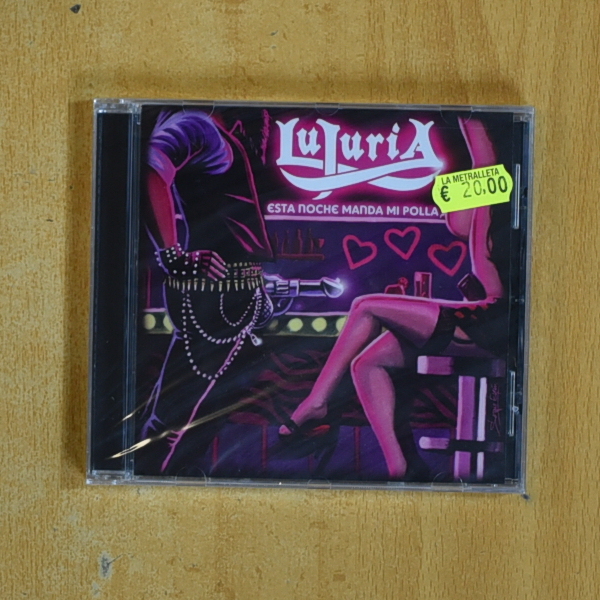 LuJuriA
ESTA NOCHE MANDA MI POLLA
LA METRALLETA
€ 20.00